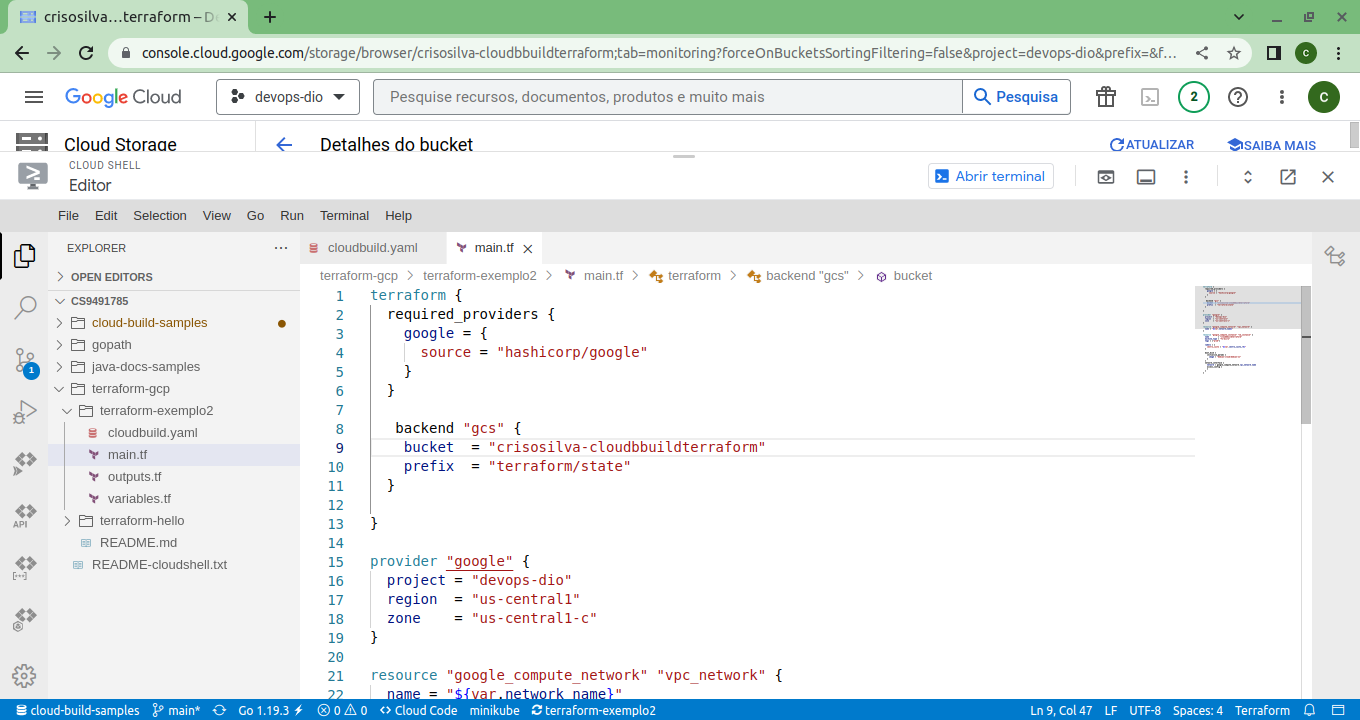 crisosilva…terraform – De
console.cloud.google.com/storage/browser/crisosilva-cloudbbuildterraform;tab=monitoring?forceOnBucketsSortingFiltering=false&project=devops-dio&prefix=&f...
C
Google Cloud
devops-dio
Pesquise recursos, documentos, produtos e muito mais
Pesquisa
2
C
Cloud Storage
Detalhes do bucket
ATUALIZAR
SAIBA MAIS
CLOUD SHELL
Editor
Abrir terminal
File Edit Selection View Go Run Terminal Help
EXPLORER
OPEN EDITORS
CS9491785
cloud-build-samples
gopath
java-docs-samples
terraform-gcp
terraform-exemplo2
cloudbuild.yaml
main.tf
outputs.tf
variables.tf
terraform-hello
README.md
README-cloudshell.txt
1
API
cloudbuild.yaml main.tf
terraform-gcp > terraform-exemplo2 > main.tf > terraform > backend "gcs" > bucket
1 terraform {
2 required_providers {
3 google = {
4 source = "hashicorp/google"
5 }
6 }
7
8 backend "gcs" {
9 bucket = "crisosilva-cloudbbuildterraform"
10 prefix = "terraform/state"
11 }
12
13 }
14
15 provider "google" {
16 project = "devops-dio"
17 region = "us-central1"
18 zone = "us-central1-c"
19 }
20
21 resource "google_compute_network" "vpc_network" {
22 name = "${var.network_name}"
cloud-build-samples main* Go 1.19.3 0 0 Cloud Code minikube terraform-exemplo2 Ln 9, Col 47 LF UTF-8 Spaces: 4 Terraform